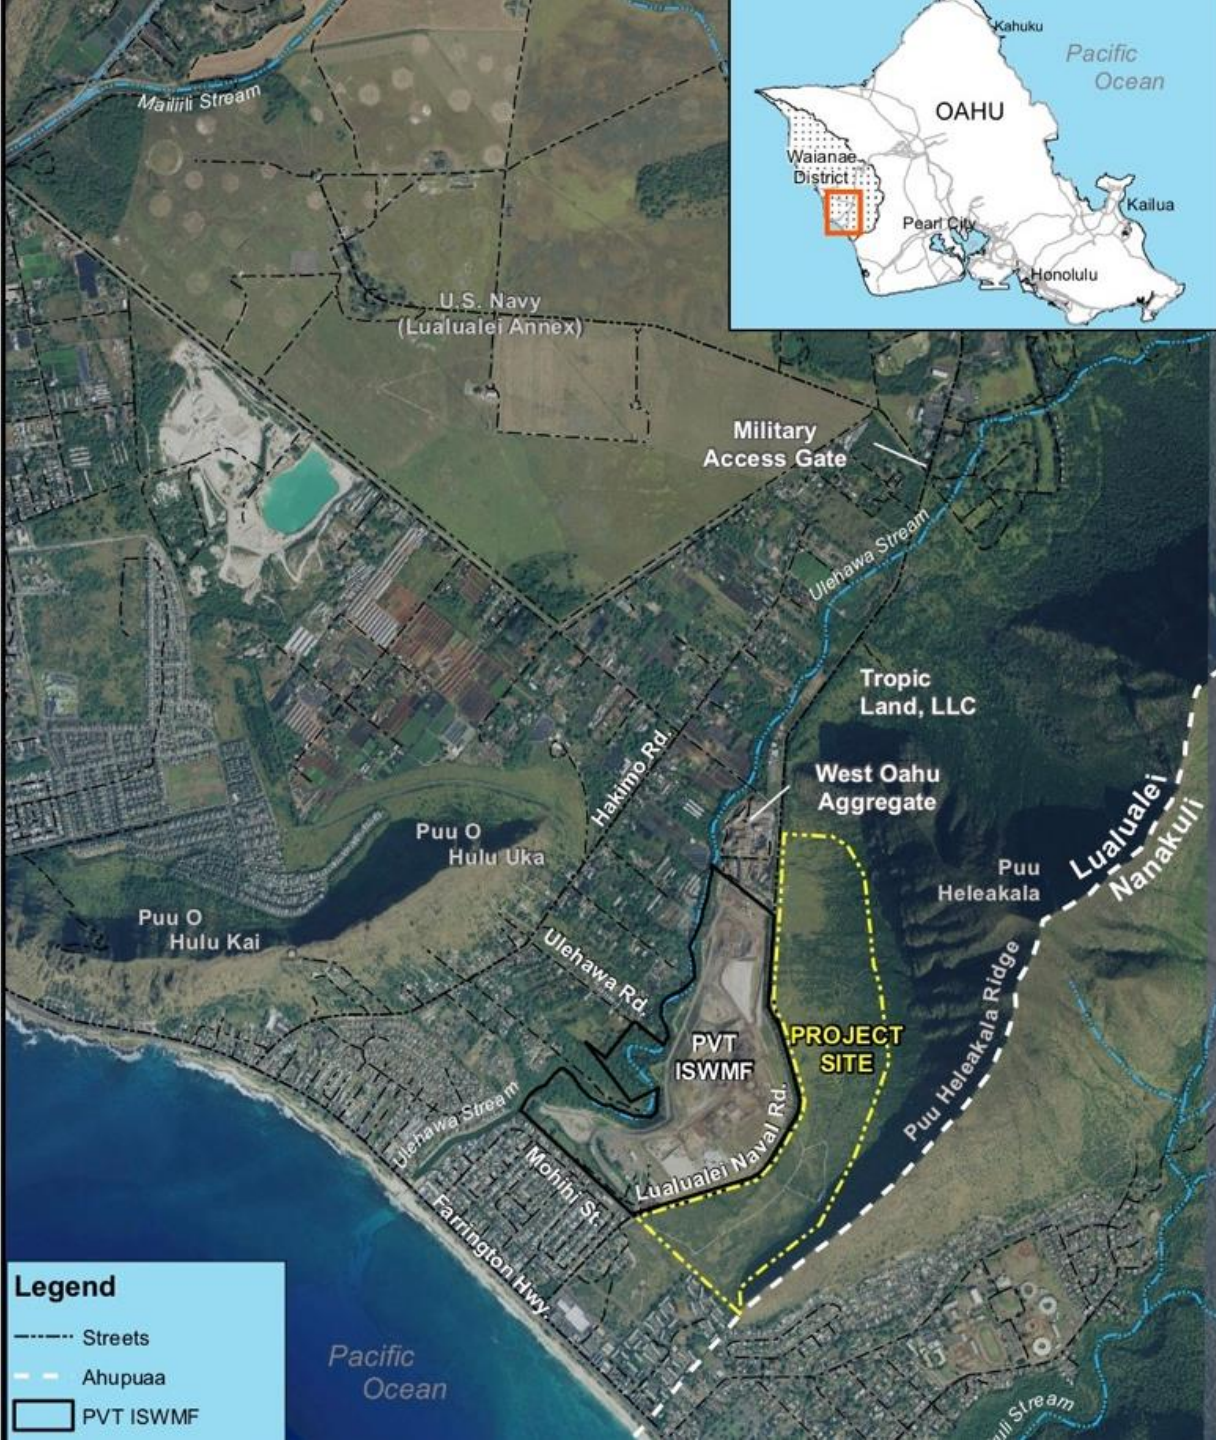 Kahuku
Pacific
Ocean
OAHU
Waianae
District
Kailua
Pearl City
Honolulu
Mailiili Stream
U.S. Navy
(Lualualei Annex)
Military
Access Gate
Ulehawa Stream
Tropic
Land, LLC
Hakimo Rd.
West Oahu
Aggregate
Lualualei
Nanakuli
Puu O
Hulu Uka
Puu
Heleakala
Puu O
Hulu Kai
Ulehawa Rd.
Puu Heleakala Ridge
PVT
ISWMF
PROJECT
SITE
Ulehawa Stream
Lualualei Naval Rd.
Mohihi St.
Farrington Hwy.
Legend
Streets
Ahupuaa
PVT ISWMF
Pacific
Ocean
uli Stream